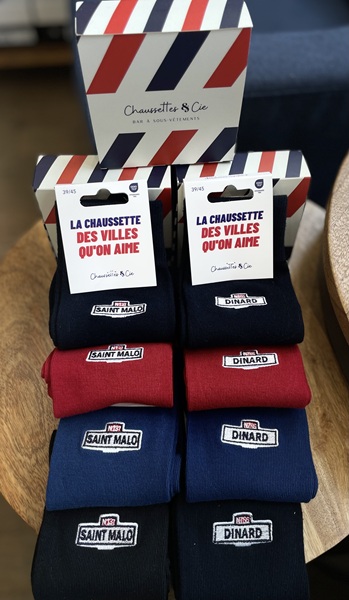 Chaussettes & Cie
BAR À SOUS-VÊTEMENTS
39/45
LA CHAUSSETTE
DES VILLES
QU'ON AIME
Chaussettes & Cie
39/45
LA CHAUSSETTE
DES VILLES
QU'ON AIME
Chaussettes & Cie
SAINT MALO
DINARD
SAINT MALO
DINARD
SAINT MALO
DINARD
SAINT MALO
DINARD